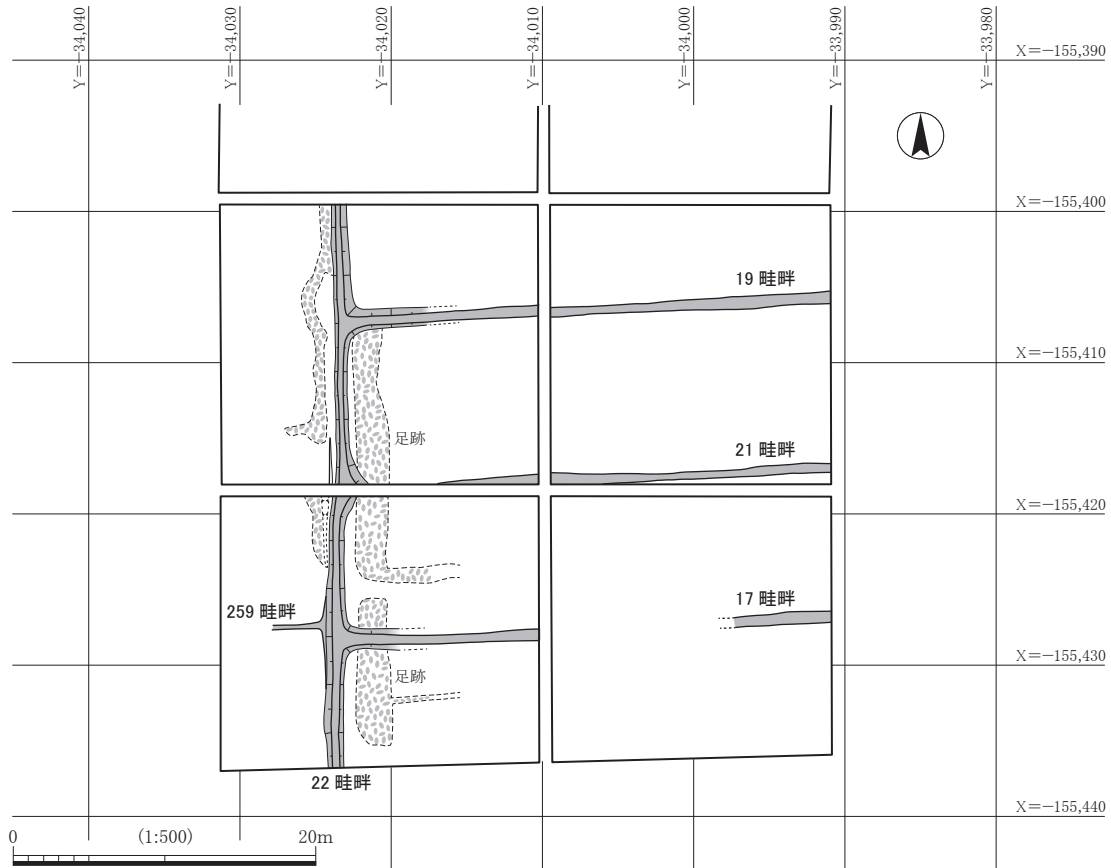 Y=-34,040
Y=-34,030
Y=-34,020
Y=-34,010
Y=-34,000
Y=-33,990
Y=-33,980
X=-155,390
X=-155,400
19 畦畔
X=-155,410
足跡
21 畦畔
X=-155,420
259 畦畔
17 畦畔
足跡
X=-155,430
22 畦畔
X=-155,440
0 (1:500) 20m